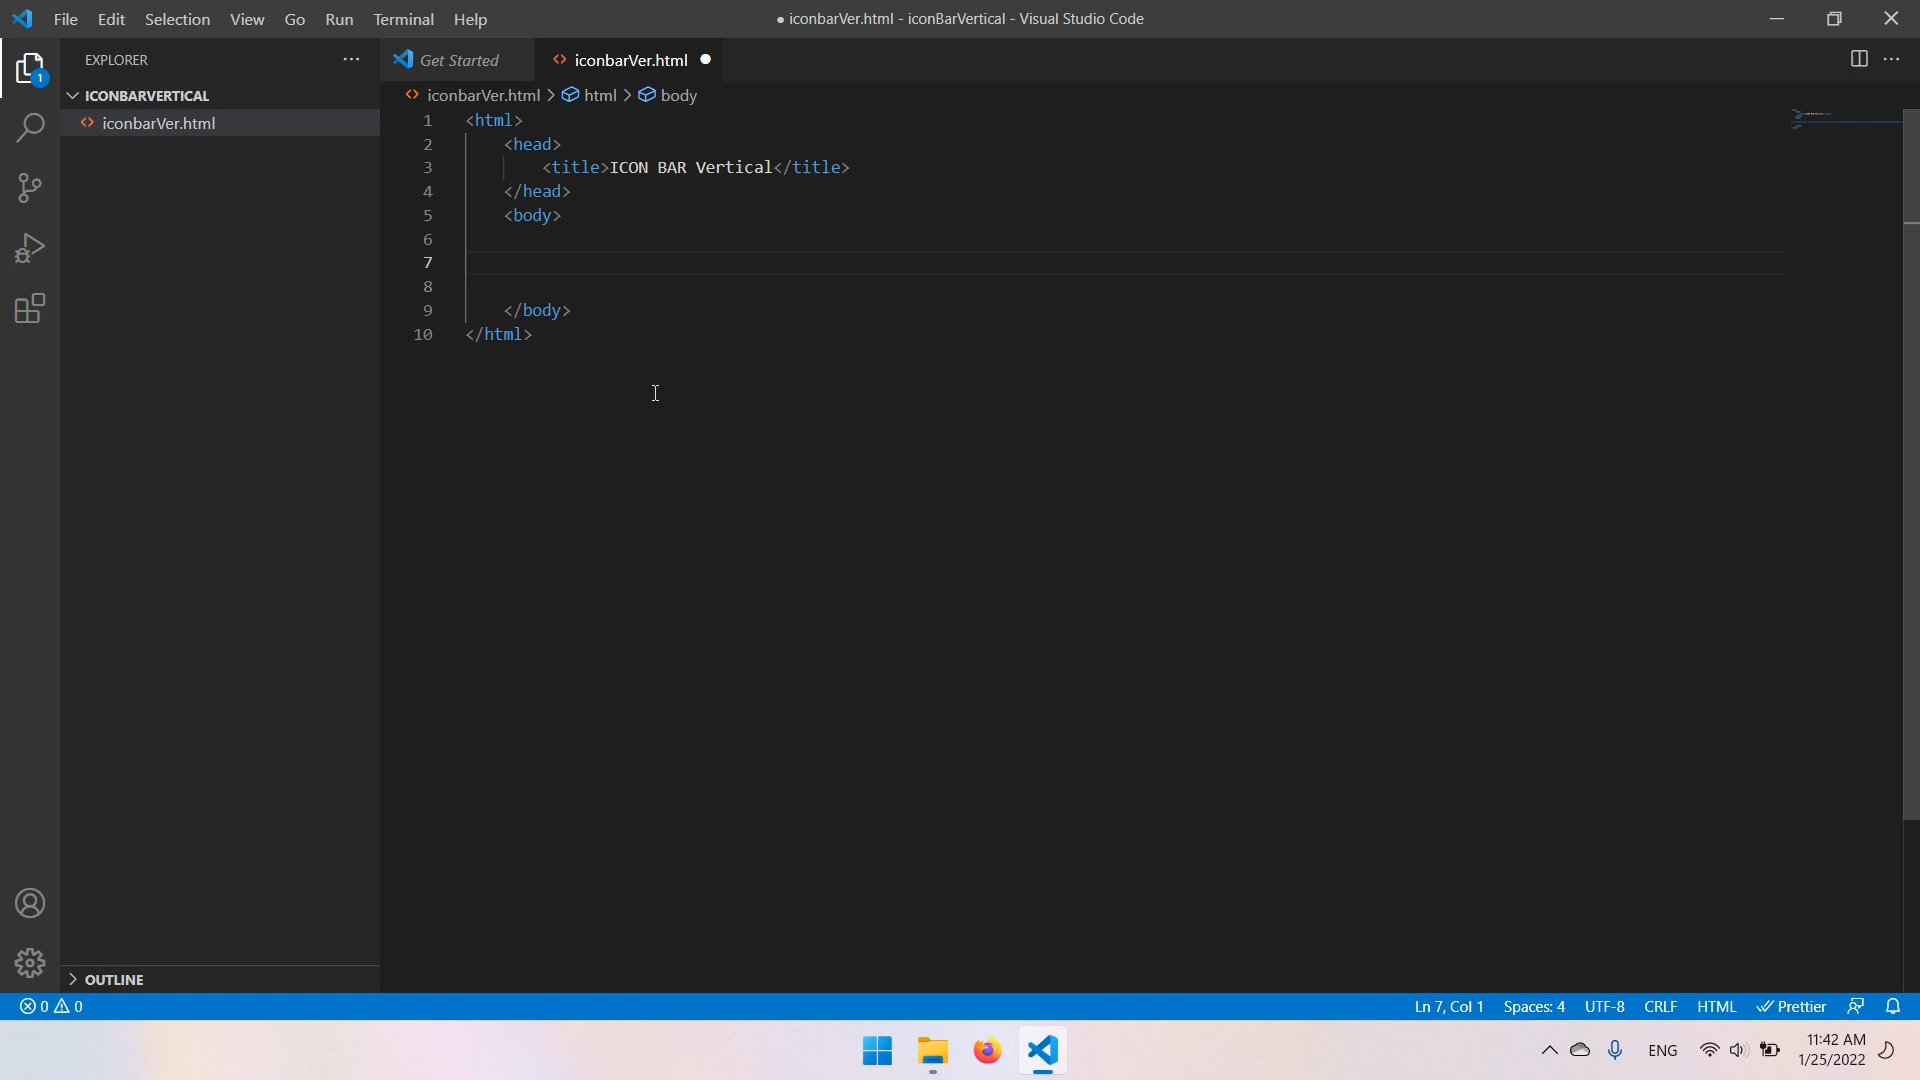 File Edit Selection View Go Run Terminal Help
● iconbarVer.html - iconBarVertical - Visual Studio Code
EXPLORER
1
ICONBARVERTICAL
iconbarVer.html
OUTLINE
Get Started
iconbarVer.html
iconbarVer.html > html > body
1 <html>
2 <head>
3 <title>ICON BAR Vertical</title>
4 </head>
5 <body>
6
7
8
9 </body>
10 </html>
0 0
Ln 7, Col 1 Spaces: 4 UTF-8 CRLF HTML Prettier
ENG
11:42 AM
1/25/2022